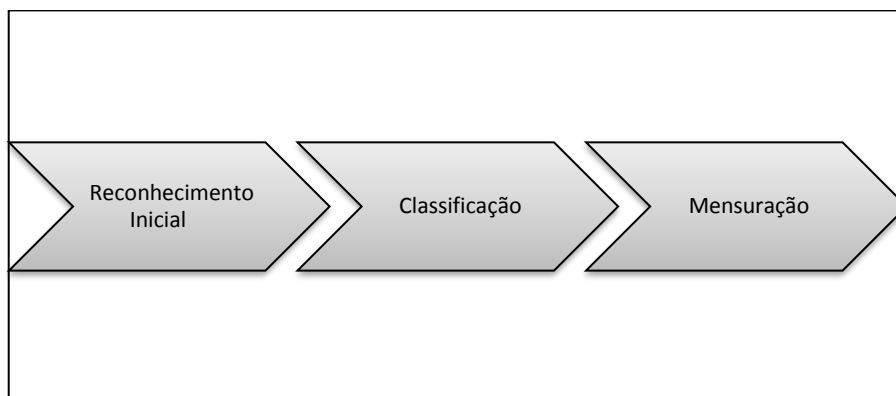 Reconhecimento
Inicial
Classificação
Mensuração